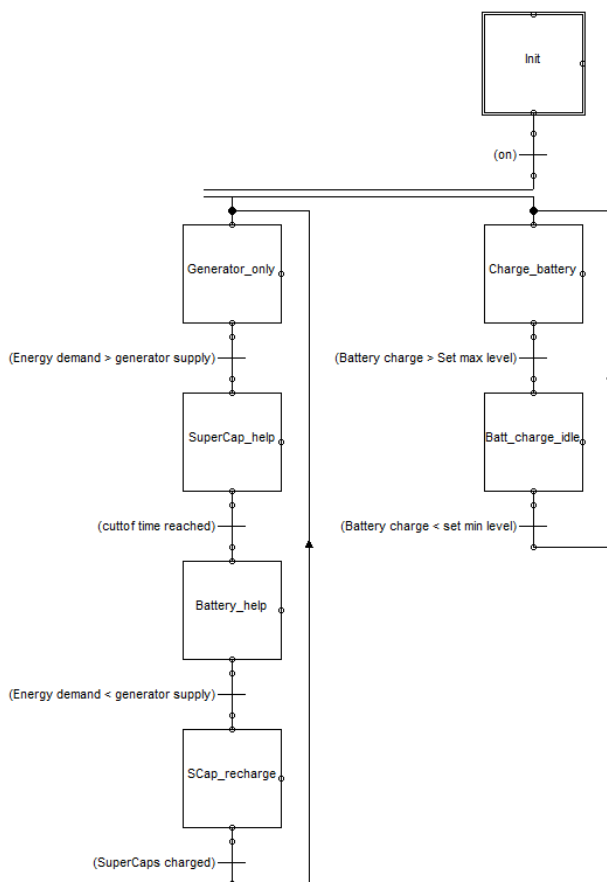 Init
(on)
Generator_only
Charge_battery
(Energy demand > generator supply)
(Battery charge > Set max level)
SuperCap_help
Batt_charge_idle
(cuttof time reached)
(Battery charge < set min level)
Battery_help
(Energy demand < generator supply)
SCap_recharge
(SuperCaps charged)